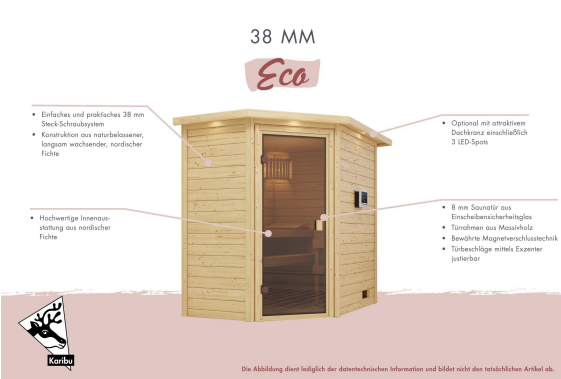 38 MM
Eco
• Einfaches und praktisches 38 mm
Steck-Schraubsystem
• Konstruktion aus naturbelassener,
langsam wachsender, nordischer
Fichte
• Optional mit attraktivem
Dachkranz einschließlich
3 LED-Spots
• Hochwertige Innenaus-
stattung aus nordischer
Fichte
• 8 mm Saunatür aus
Einscheibensicherheitsglas
• Türrahmen aus Massivholz
• Bewährte Magnetverschlusstechnik
• Türbeschläge mittels Exzenter
justierbar
Karibu
Die Abbildung dient lediglich der datentechnischen Information und bildet nicht den tatsächlichen Artikel ab.